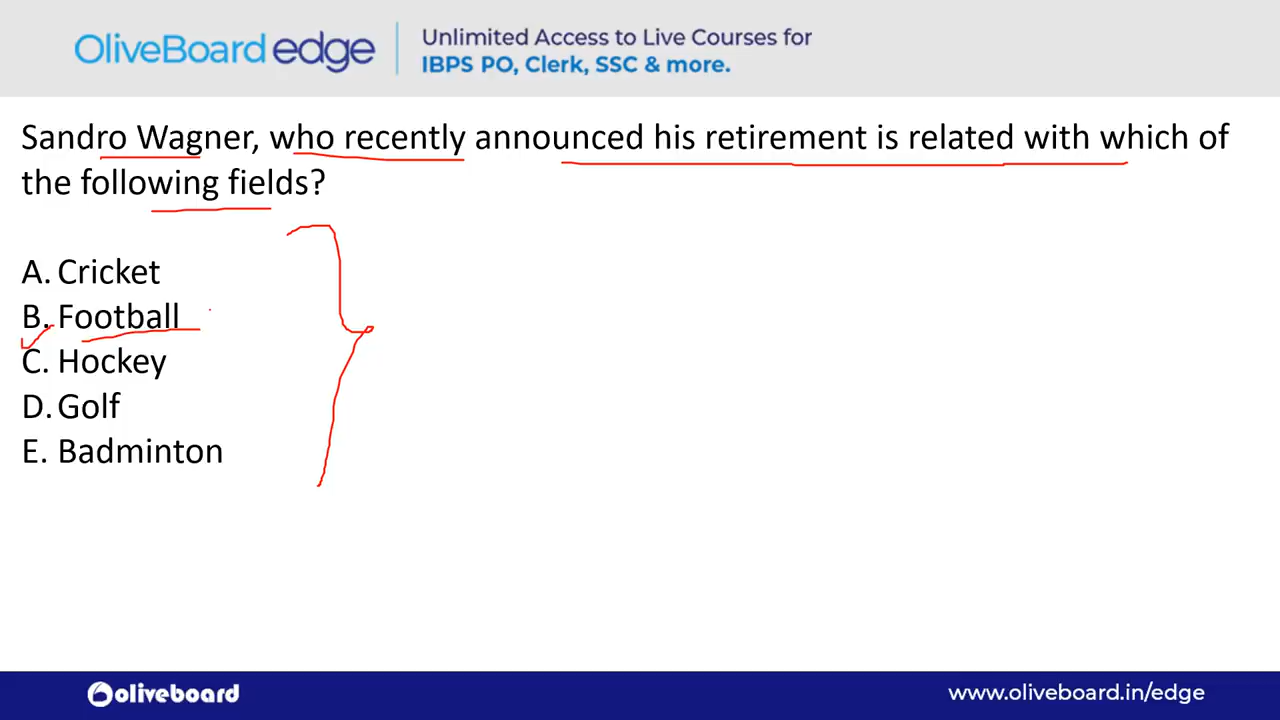 OliveBoard edge
Unlimited Access to Live Courses for
IBPS PO, Clerk, SSC & more.
Sandro Wagner, who recently announced his retirement is related with which of
the following fields?
A. Cricket
B. Football
C. Hockey
D. Golf
E. Badminton
oliveboard
www.oliveboard.in/edge